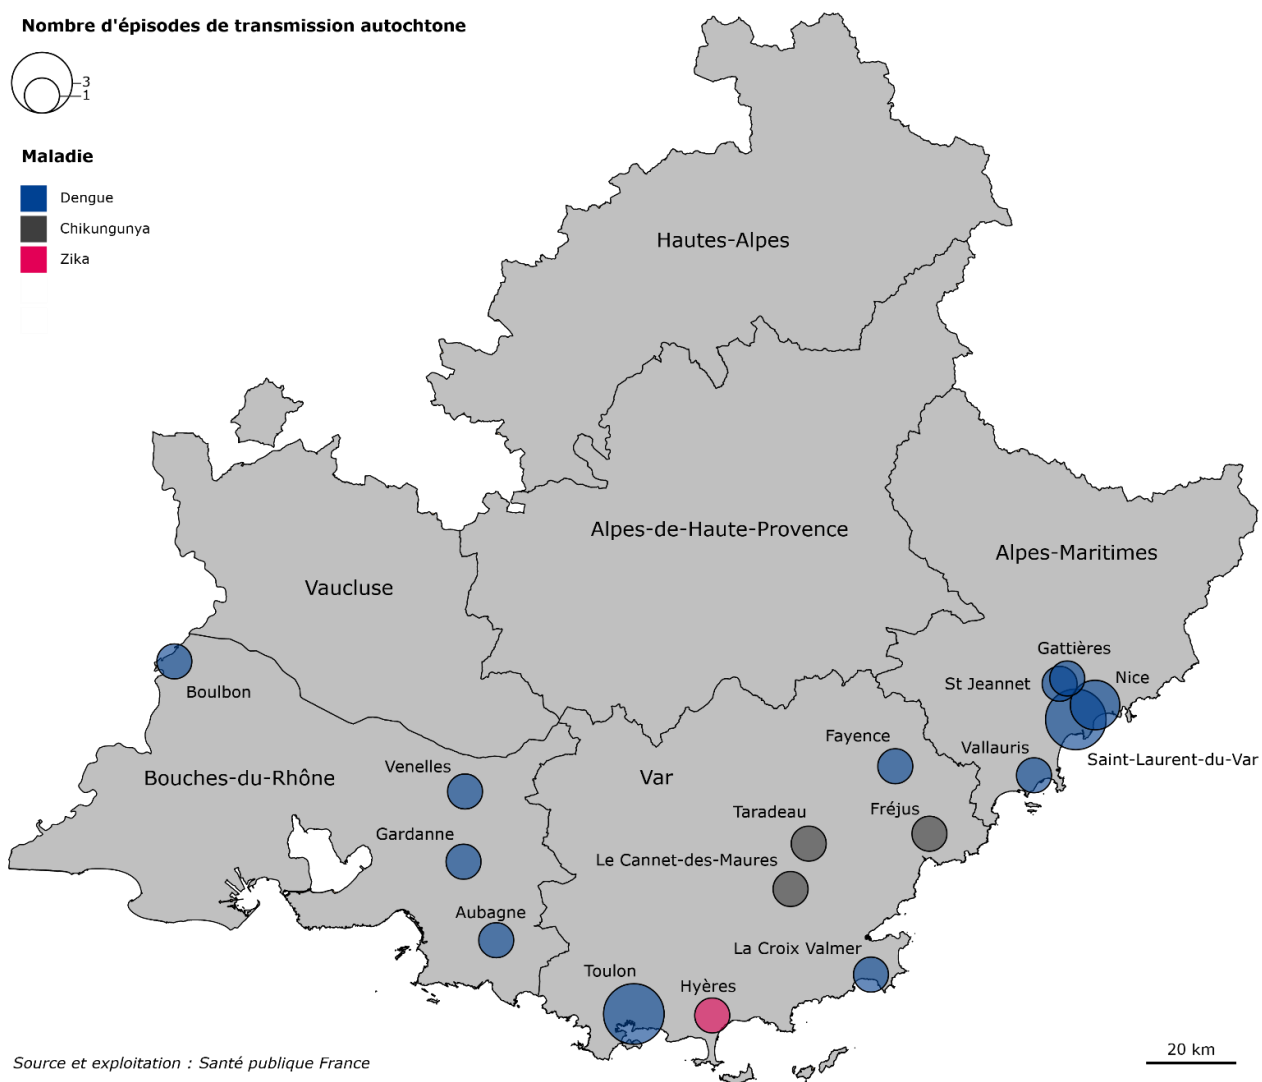 Nombre d'épisodes de transmission autochtone
3
1
Maladie
Dengue
Chikungunya
Zika
Hautes-Alpes
Alpes-de-Haute-Provence
Alpes-Maritimes
Vaucluse
Gattières
St Jeannet
Nice
Boulbon
Fayence
Vallauris
Saint-Laurent-du-Var
Venelles
Var
Bouches-du-Rhône
Taradeau
Fréjus
Gardanne
Le Cannet-des-Maures
Aubagne
La Croix Valmer
Toulon
Hyères
20 km
Source et exploitation : Santé publique France